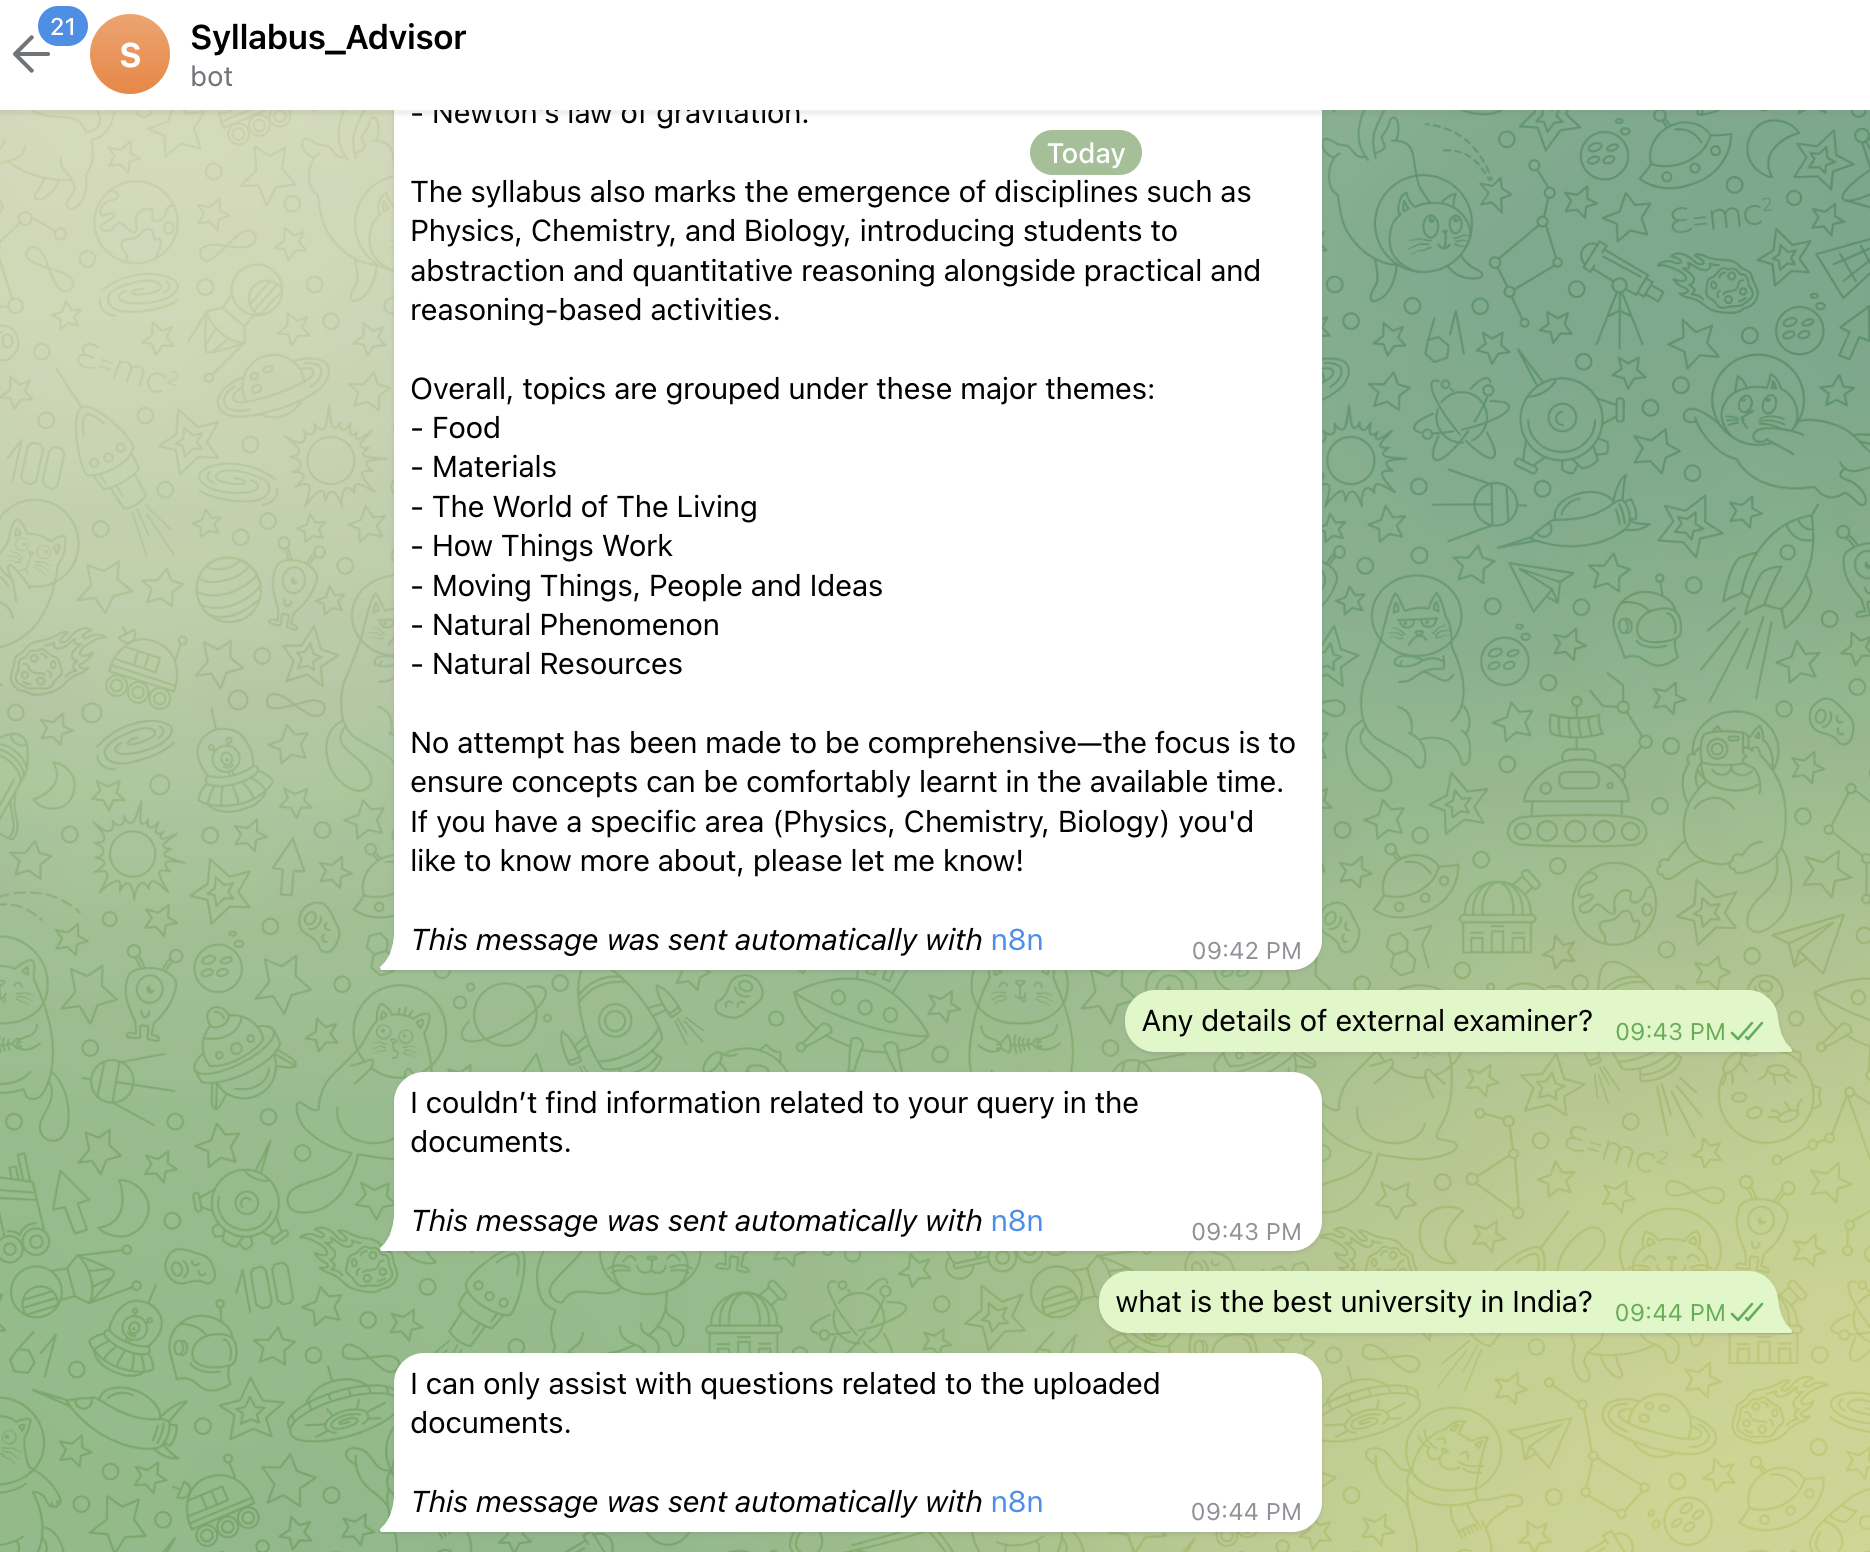 21
S
Syllabus_Advisor
bot
- Newton's law of gravitation.
Today
The syllabus also marks the emergence of disciplines such as
Physics, Chemistry, and Biology, introducing students to
abstraction and quantitative reasoning alongside practical and
reasoning-based activities.
Overall, topics are grouped under these major themes:
- Food
- Materials
- The World of The Living
- How Things Work
- Moving Things, People and Ideas
- Natural Phenomenon
- Natural Resources
No attempt has been made to be comprehensive—the focus is to
ensure concepts can be comfortably learnt in the available time.
If you have a specific area (Physics, Chemistry, Biology) you'd
like to know more about, please let me know!
This message was sent automatically with n8n
09:42 PM
Any details of external examiner? 09:43 PM
I couldn’t find information related to your query in the
documents.
This message was sent automatically with n8n
09:43 PM
what is the best university in India? 09:44 PM
I can only assist with questions related to the uploaded
documents.
This message was sent automatically with n8n
09:44 PM